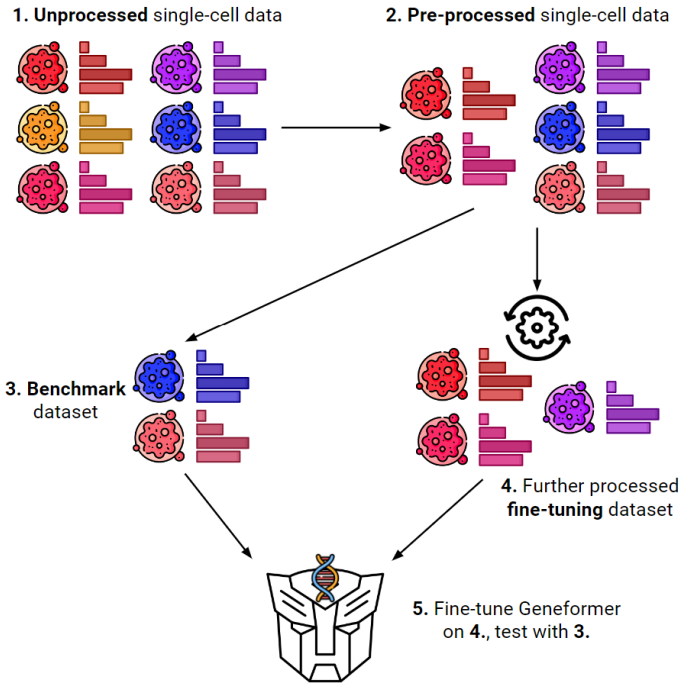 1. Unprocessed single-cell data
2. Pre-processed single-cell data
3. Benchmark
dataset
4. Further processed
fine-tuning dataset
5. Fine-tune Geneformer
on 4., test with 3.